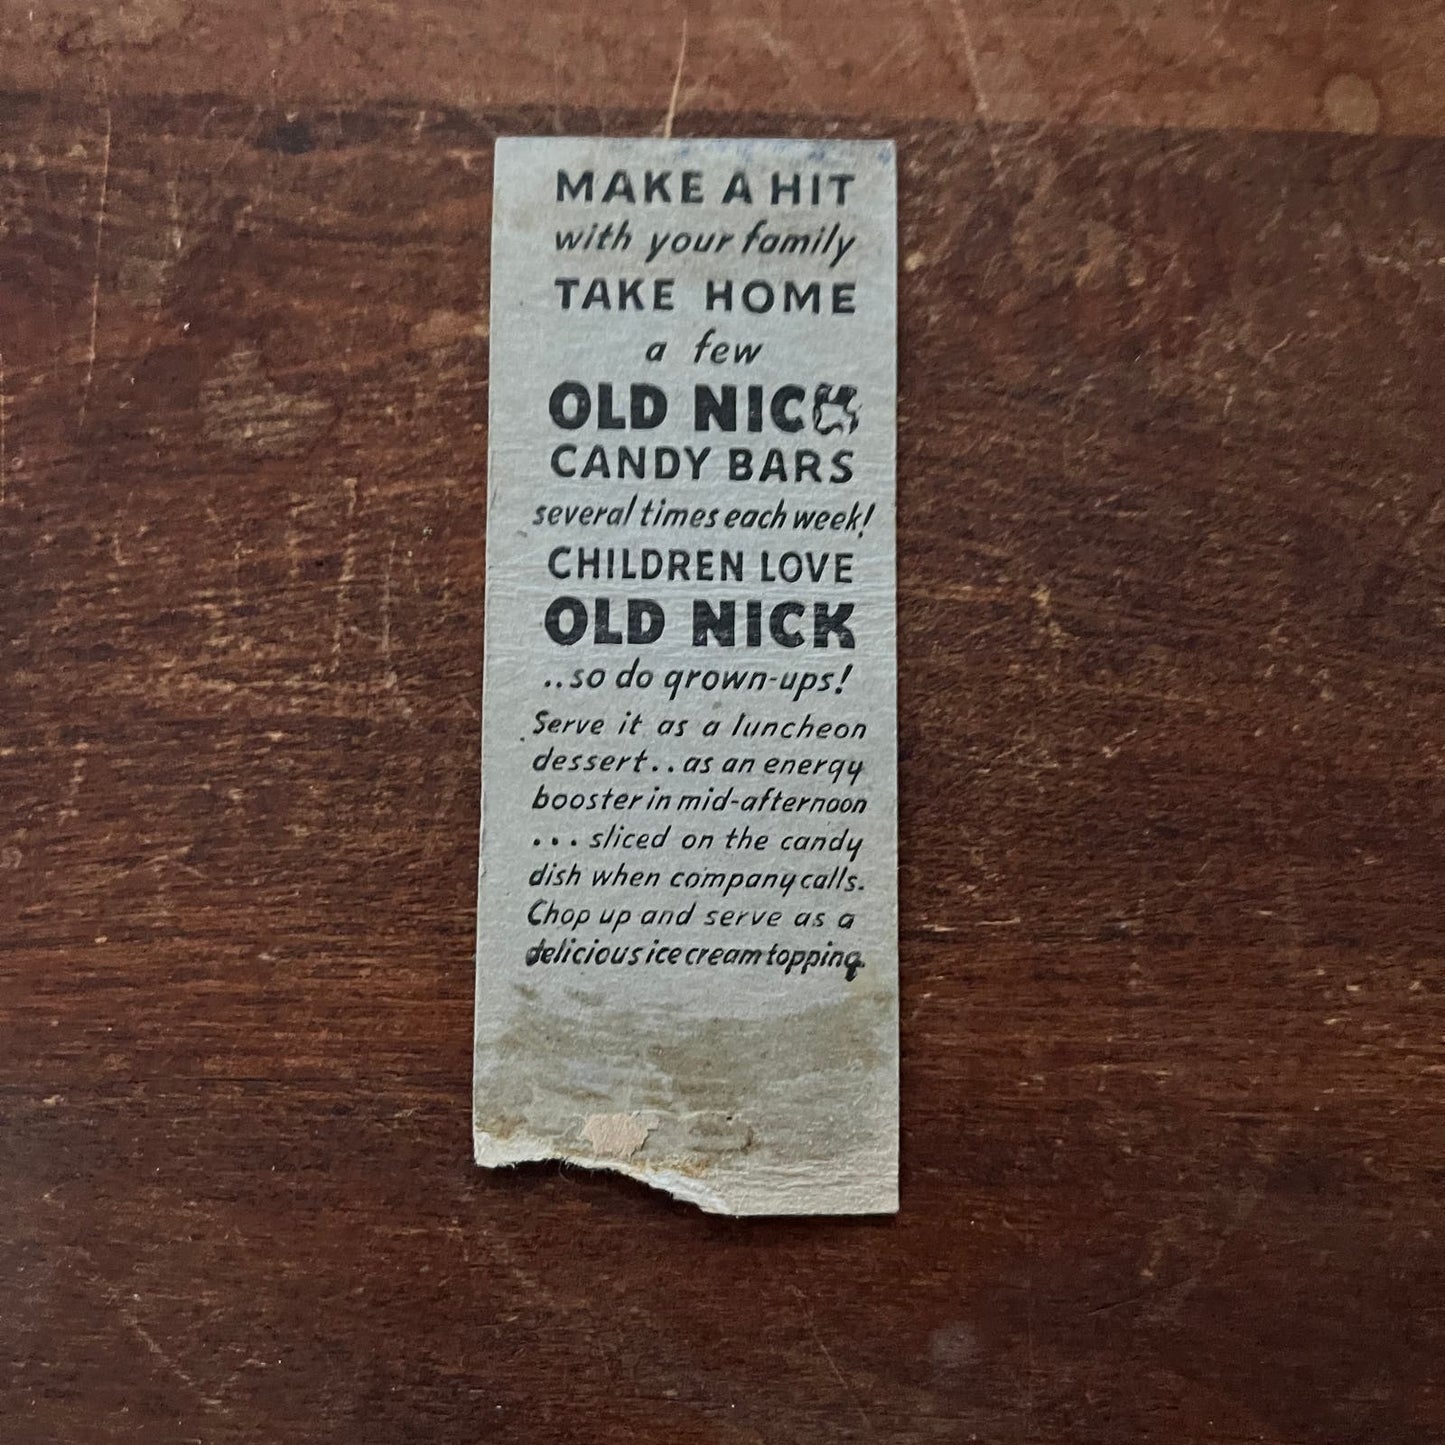 MAKE A HIT
with your family
TAKE HOME
a few
OLD NICK
CANDY BARS
several times each week!
CHILDREN LOVE
OLD NICK
..so do grown-ups!
Serve it as a luncheon
dessert.. as an energy
booster in mid-afternoon
... sliced on the candy
dish when company calls.
Chop up and serve as a
delicious ice cream topping.